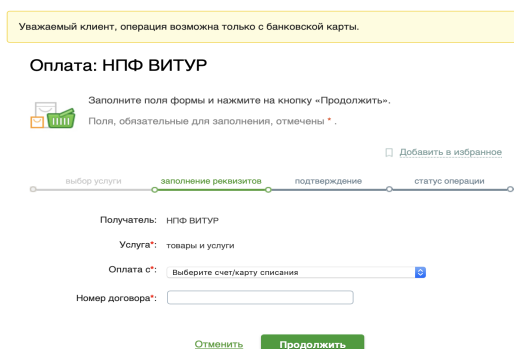 Уважаемый клиент, операция возможна только с банковской карты.
Оплата: НПФ ВИТУР
Заполните поля формы и нажмите на кнопку «Продолжить».
Поля, обязательные для заполнения, отмечены * .
Добавить в избранное
выбор услуги заполнение реквизитов подтверждение статус операции
Получатель: НПФ ВИТУР
Услуга*: товары и услуги
Оплата с*: Выберите счет/карту списания
Номер договора*:
Отменить Продолжить